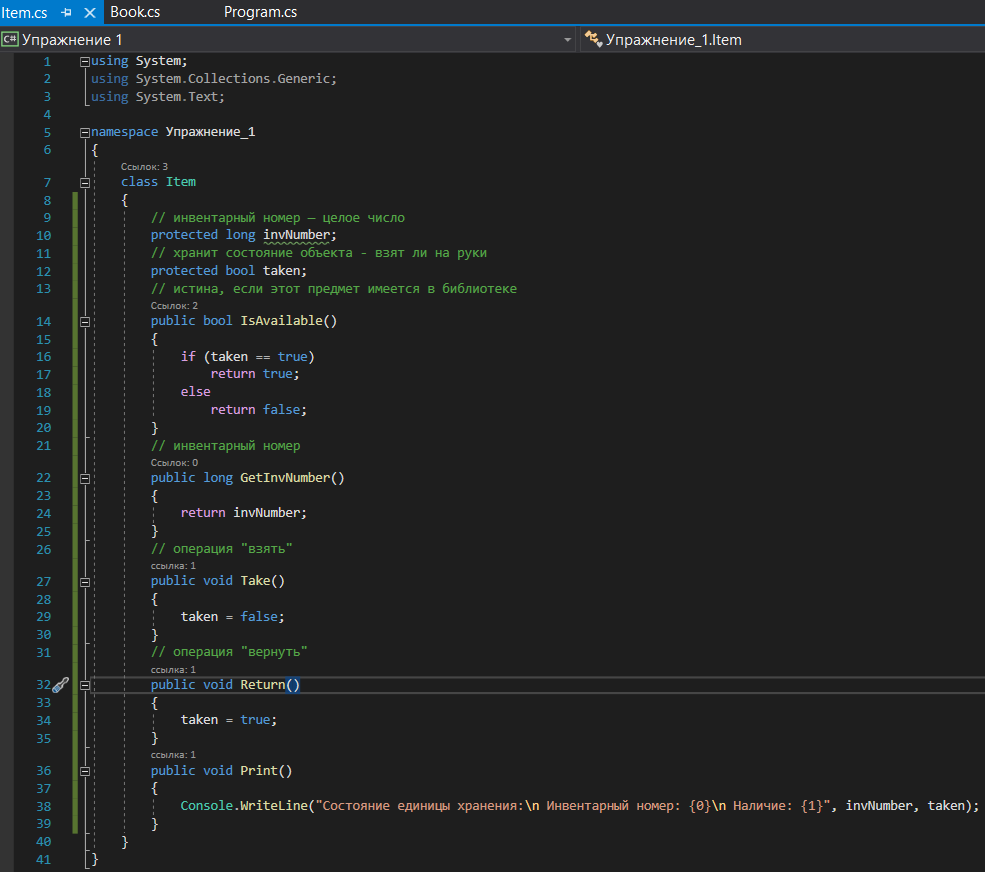 Item.cs Book.cs Program.cs
C# Упражнение 1 Упражнение_1.Item
1 using System;
2 using System.Collections.Generic;
3 using System.Text;
4
5 namespace Упражнение_1
6 {
Ссылок: 3
7 class Item
8 {
9 // инвентарный номер — целое число
10 protected long invNumber;
11 // хранит состояние объекта - взят ли на руки
12 protected bool taken;
13 // истина, если этот предмет имеется в библиотеке
Ссылок: 2
14 public bool IsAvailable()
15 {
16 if (taken == true)
17 return true;
18 else
19 return false;
20 }
21 // инвентарный номер
Ссылок: 0
22 public long GetInvNumber()
23 {
24 return invNumber;
25 }
26 // операция "взять"
ссылка: 1
27 public void Take()
28 {
29 taken = false;
30 }
31 // операция "вернуть"
ссылка: 1
32 public void Return()
33 {
34 taken = true;
35 }
ссылка: 1
36 public void Print()
37 {
38 Console.WriteLine("Состояние единицы хранения:\n Инвентарный номер: {0}\n Наличие: {1}", invNumber, taken);
39 }
40 }
41 }